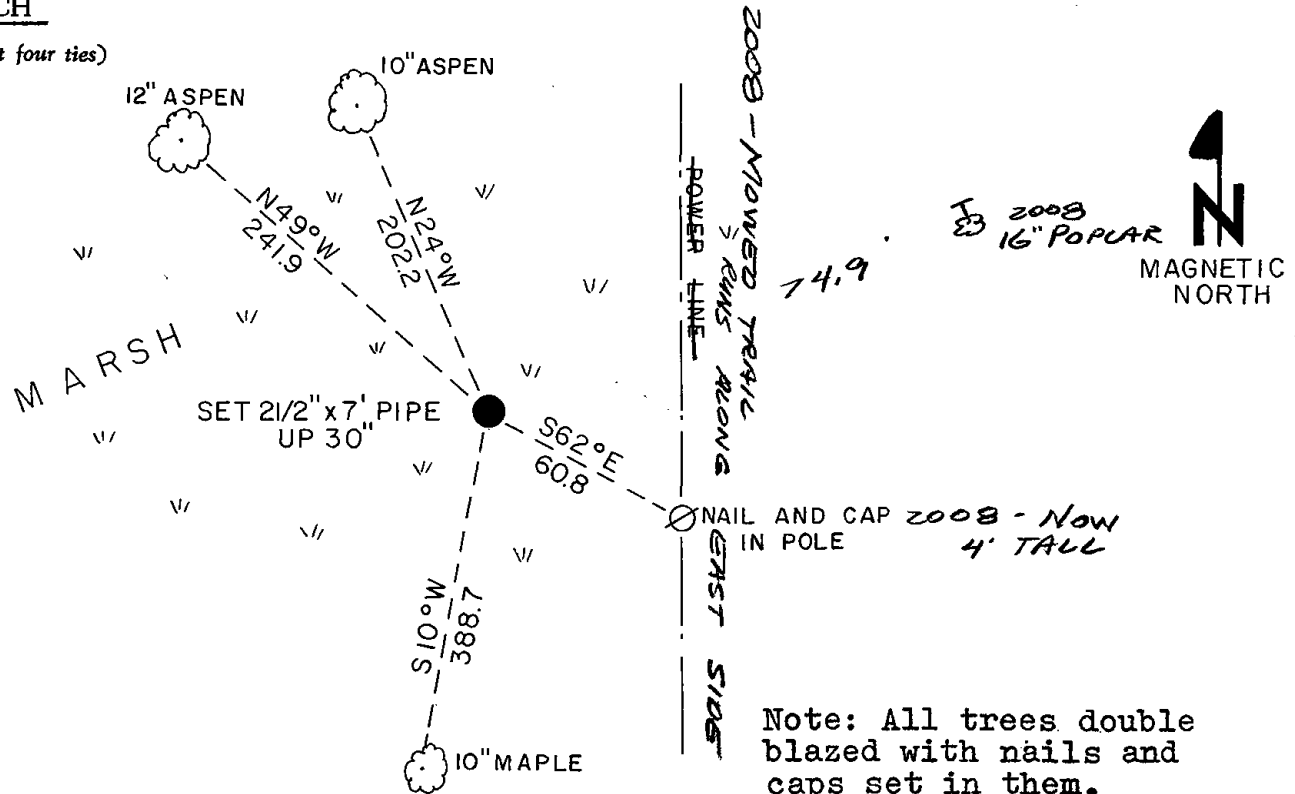 CH
t four ties)
12" ASPEN
10" ASPEN
N49°W
241.9
N24°W
202.2
MARSH
SET 2 1/2" x 7' PIPE
UP 30"
S62°E
60.8
S10°W
388.7
10" MAPLE
POWER LINE
2008 - MOWED TRAIL
RUNS ALONG
EAST SIDE
74.9
2008
16" POPLAR
N
MAGNETIC
NORTH
NAIL AND CAP
IN POLE
2008 - NOW
4' TALL
Note: All trees double
blazed with nails and
caps set in them.